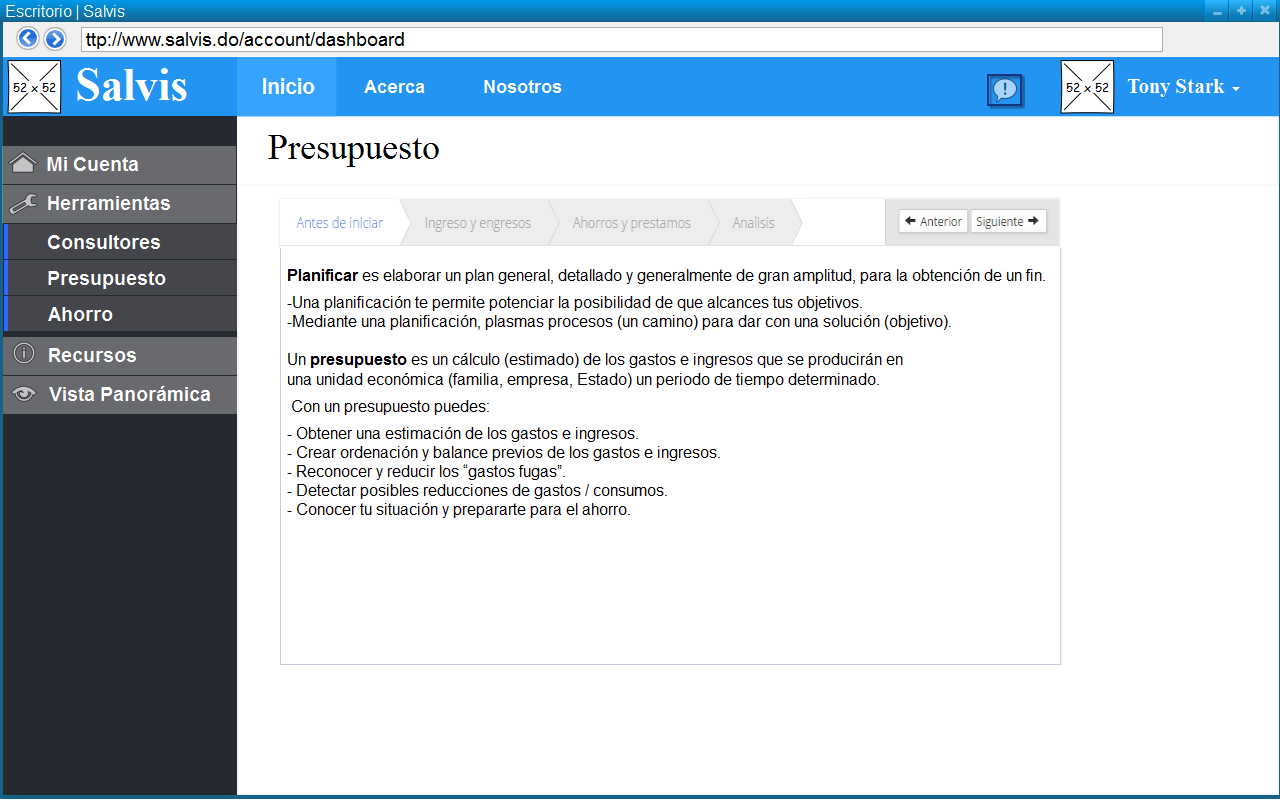 Escritorio | Salvis
ttp://www.salvis.do/account/dashboard
52 x 52
Salvis
Inicio
Acerca
Nosotros
52 x 52
Tony Stark
Mi Cuenta
Herramientas
Consultores
Presupuesto
Ahorro
Recursos
Vista Panorámica
Presupuesto
Antes de iniciar
Ingreso y engresos
Ahorros y prestamos
Analisis
Anterior
Siguiente
Planificar es elaborar un plan general, detallado y generalmente de gran amplitud, para la obtención de un fin.
-Una planificación te permite potenciar la posibilidad de que alcances tus objetivos.
-Mediante una planificación, plasmas procesos (un camino) para dar con una solución (objetivo).
Un presupuesto es un cálculo (estimado) de los gastos e ingresos que se producirán en
una unidad económica (familia, empresa, Estado) un periodo de tiempo determinado.
Con un presupuesto puedes:
- Obtener una estimación de los gastos e ingresos.
- Crear ordenación y balance previos de los gastos e ingresos.
- Reconocer y reducir los “gastos fugas”.
- Detectar posibles reducciones de gastos / consumos.
- Conocer tu situación y prepararte para el ahorro.